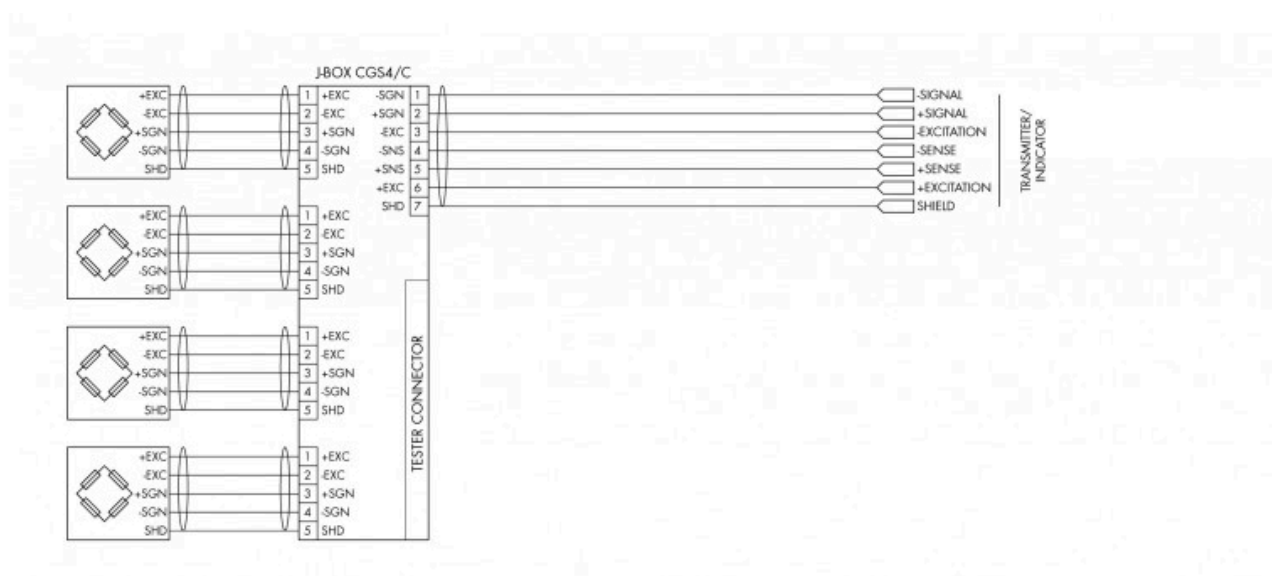 J-BOX CGS4/C
+EXC 1 +EXC -SGN 1 -SIGNAL
-EXC 2 -EXC +SGN 2 +SIGNAL
+SGN 3 +SGN -EXC 3 -EXCITATION
-SGN 4 -SGN -SNS 4 -SENSE
SHD 5 SHD +SNS 5 +SENSE
+EXC 6 +EXCITATION
SHD 7 SHIELD
TRANSMITTER/
INDICATOR
+EXC 1 +EXC
-EXC 2 -EXC
+SGN 3 +SGN
-SGN 4 -SGN
SHD 5 SHD
TESTER CONNECTOR
+EXC 1 +EXC
-EXC 2 -EXC
+SGN 3 +SGN
-SGN 4 -SGN
SHD 5 SHD
+EXC 1 +EXC
-EXC 2 -EXC
+SGN 3 +SGN
-SGN 4 -SGN
SHD 5 SHD